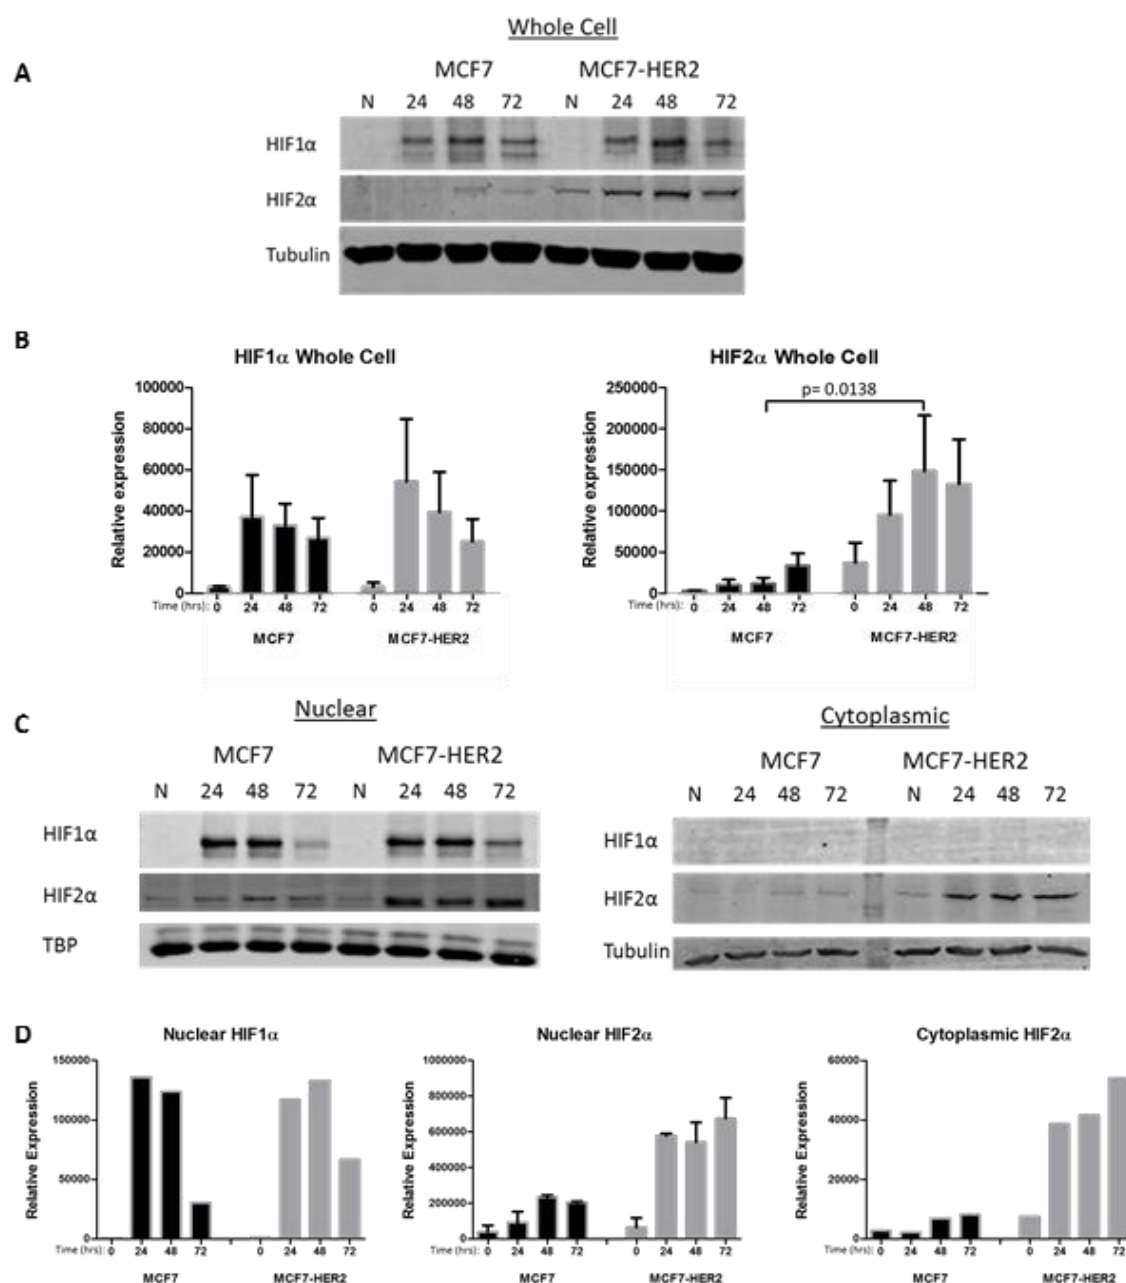 Whole Cell
A
MCF7 MCF7-HER2
N 24 48 72 N 24 48 72
HIF1α
HIF2α
Tubulin
B
HIF1α Whole Cell
Relative expression
100000
80000
60000
40000
20000
0
Time (hrs): 0 24 48 72 0 24 48 72
MCF7 MCF7-HER2
HIF2α Whole Cell
p= 0.0138
Relative expression
250000
200000
150000
100000
50000
0
Time (hrs): 0 24 48 72 0 24 48 72
MCF7 MCF7-HER2
C
Nuclear
MCF7 MCF7-HER2
N 24 48 72 N 24 48 72
HIF1α
HIF2α
TBP
Cytoplasmic
MCF7 MCF7-HER2
N 24 48 72 N 24 48 72
HIF1α
HIF2α
Tubulin
D
Nuclear HIF1α
Relative Expression
150000
100000
50000
0
Time (hrs): 0 24 48 72 0 24 48 72
MCF7 MCF7-HER2
Nuclear HIF2α
Relative Expression
1000000
800000
600000
400000
200000
0
Time (hrs): 0 24 48 72 0 24 48 72
MCF7 MCF7-HER2
Cytoplasmic HIF2α
Relative Expression
60000
40000
20000
0
Time (hrs): 0 24 48 72 0 24 48 72
MCF7 MCF7-HER2